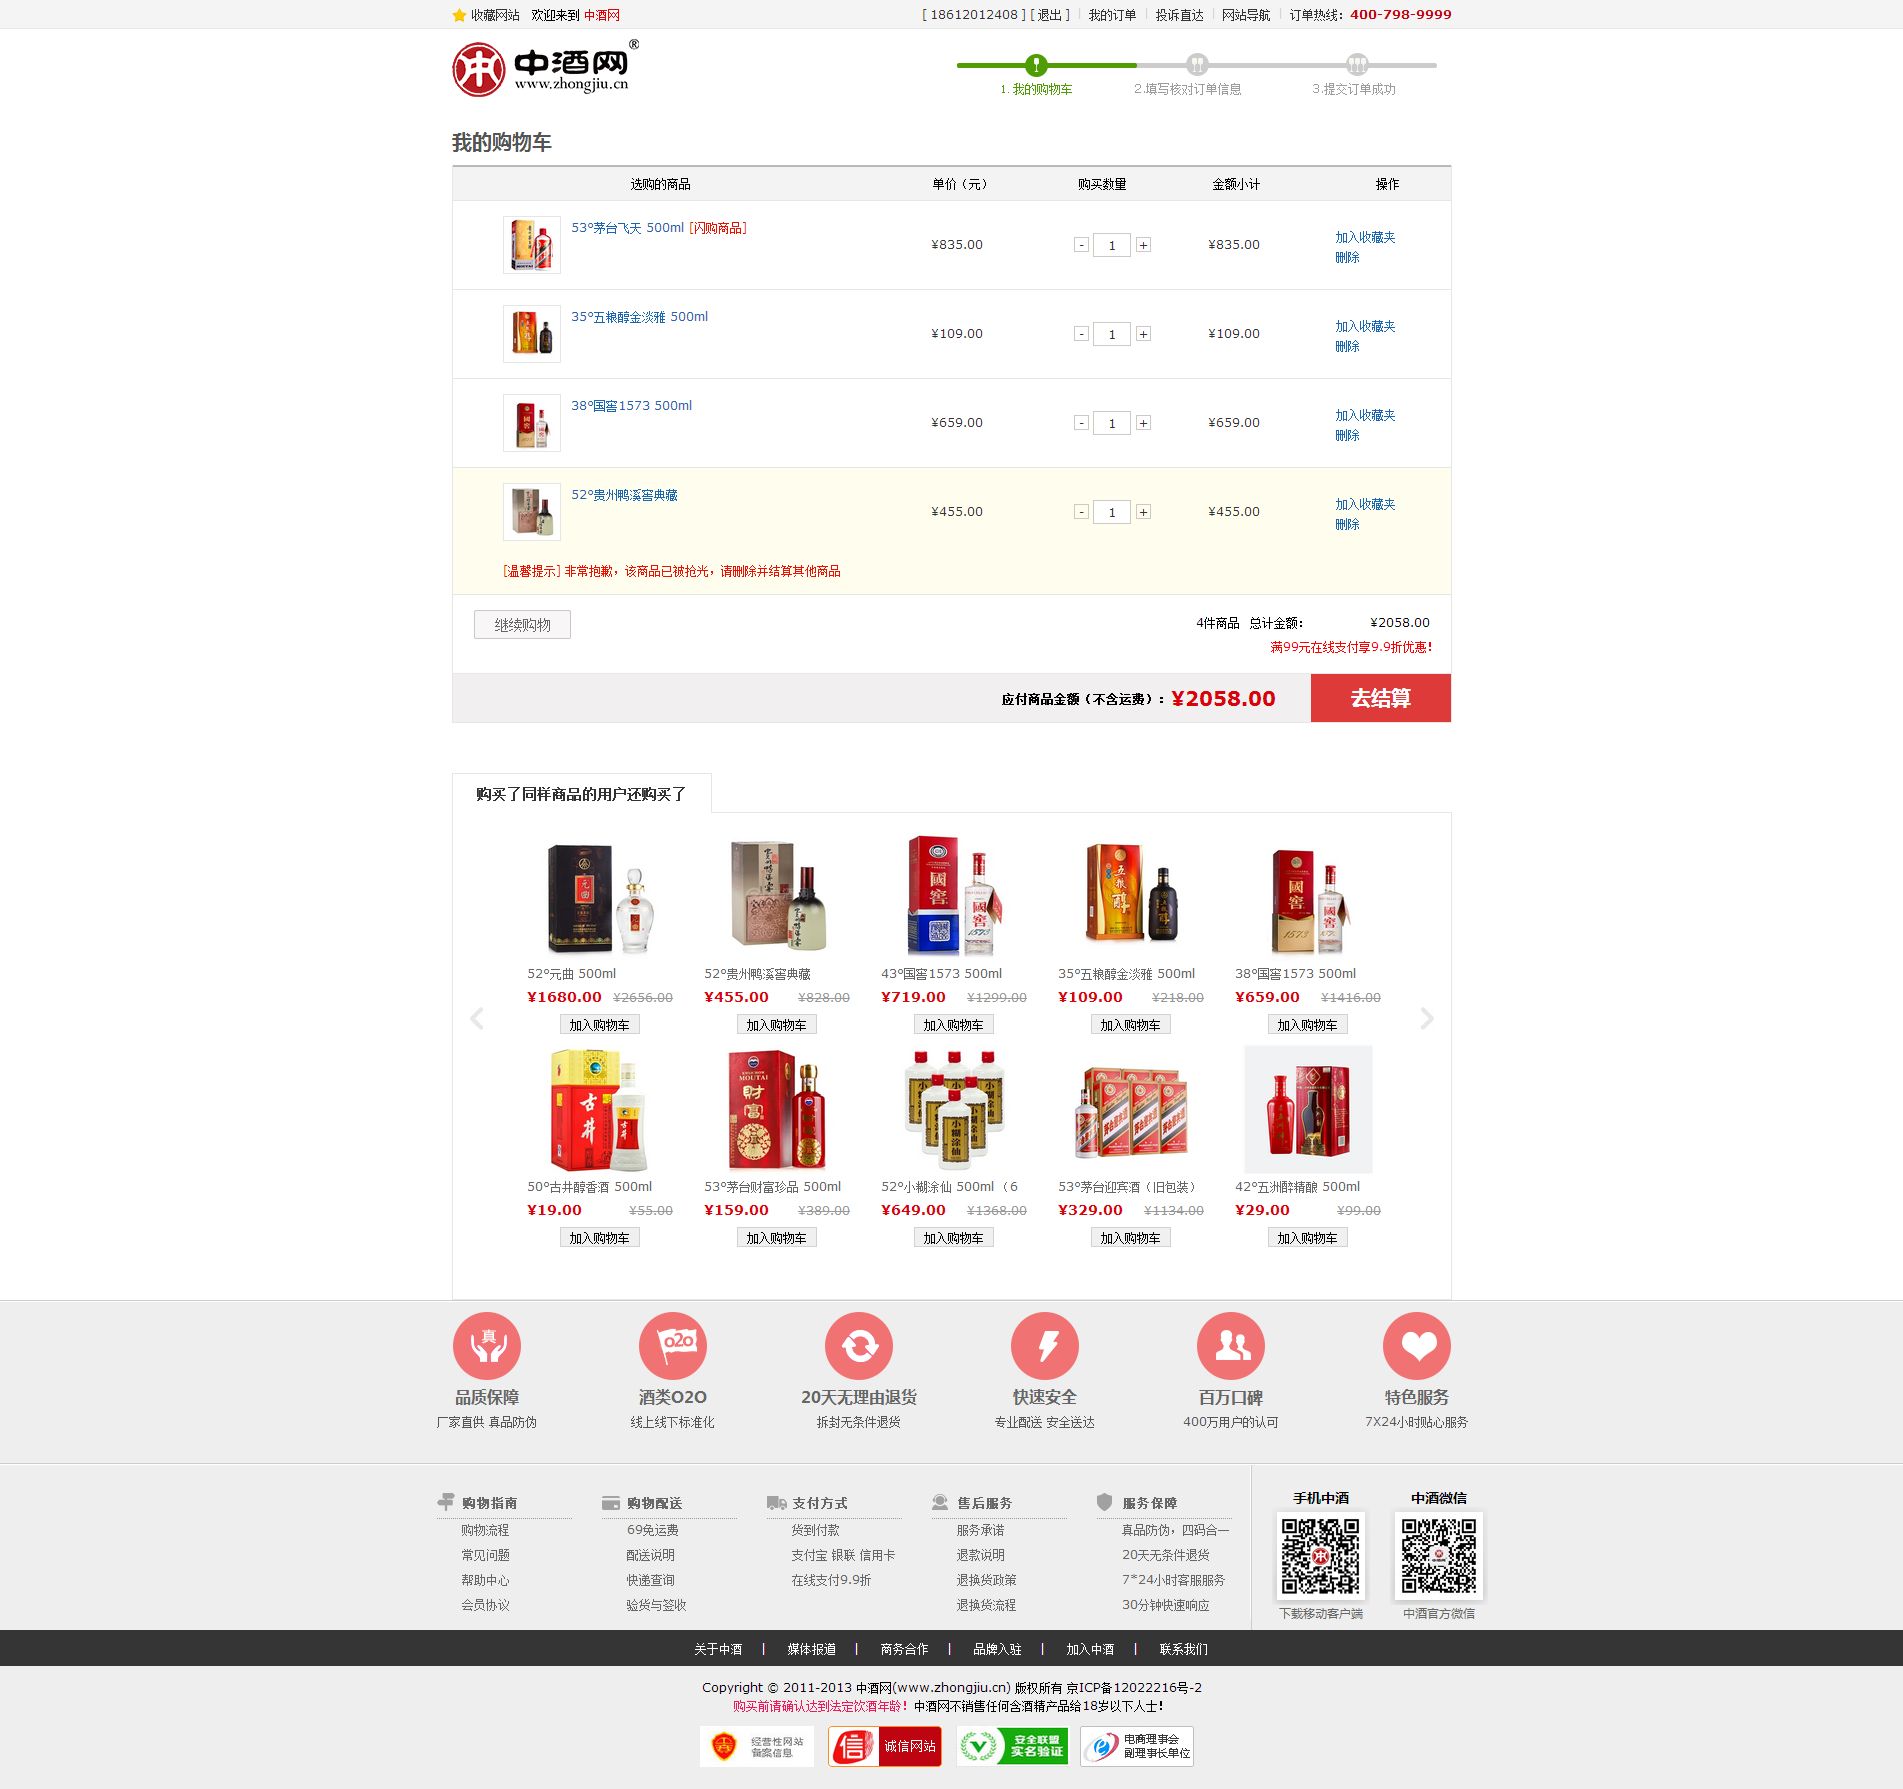 收藏网站 欢迎来到 中酒网
[ 18612012408 ] [ 退出 ] 我的订单 投诉直达 网站导航 订单热线：400-798-9999
中酒网®
www.zhongjiu.cn
1. 我的购物车 2.填写核对订单信息 3.提交订单成功
我的购物车
选购的商品 单价（元） 购买数量 金额小计 操作
53°茅台飞天 500ml [闪购商品]
¥835.00 - 1 + ¥835.00
加入收藏夹
删除
35°五粮醇金淡雅 500ml
¥109.00 - 1 + ¥109.00
加入收藏夹
删除
38°国窖1573 500ml
¥659.00 - 1 + ¥659.00
加入收藏夹
删除
52°贵州鸭溪窖典藏
¥455.00 - 1 + ¥455.00
加入收藏夹
删除
[温馨提示] 非常抱歉，该商品已被抢光，请删除并结算其他商品
继续购物
4件商品 总计金额： ¥2058.00
满99元在线支付享9.9折优惠！
应付商品金额（不含运费）：¥2058.00 去结算
购买了同样商品的用户还购买了
52°元曲 500ml 52°贵州鸭溪窖典藏 43°国窖1573 500ml 35°五粮醇金淡雅 500ml 38°国窖1573 500ml
¥1680.00 ¥2656.00 ¥455.00 ¥828.00 ¥719.00 ¥1299.00 ¥109.00 ¥218.00 ¥659.00 ¥1416.00
加入购物车 加入购物车 加入购物车 加入购物车 加入购物车
50°古井醇香酒 500ml 53°茅台财富珍品 500ml 52°小糊涂仙 500ml（6 53°茅台迎宾酒（旧包装） 42°五洲醉精酿 500ml
¥19.00 ¥55.00 ¥159.00 ¥389.00 ¥649.00 ¥1368.00 ¥329.00 ¥1134.00 ¥29.00 ¥99.00
加入购物车 加入购物车 加入购物车 加入购物车 加入购物车
真 o2o
品质保障 酒类O2O 20天无理由退货 快速安全 百万口碑 特色服务
厂家直供 真品防伪 线上线下标准化 拆封无条件退货 专业配送 安全送达 400万用户的认可 7X24小时贴心服务
购物指南 购物配送 支付方式 售后服务 服务保障
购物流程 69免运费 货到付款 服务承诺 真品防伪，四码合一
常见问题 配送说明 支付宝 银联 信用卡 退款说明 20天无条件退货
帮助中心 快递查询 在线支付9.9折 退换货政策 7*24小时客服服务
会员协议 验货与签收 退换货流程 30分钟快速响应
手机中酒 中酒微信
下载移动客户端 中酒官方微信
关于中酒 | 媒体报道 | 商务合作 | 品牌入驻 | 加入中酒 | 联系我们
Copyright © 2011-2013 中酒网(www.zhongjiu.cn) 版权所有 京ICP备12022216号-2
购买前请确认达到法定饮酒年龄！中酒网不销售任何含酒精产品给18岁以下人士！
经营性网站
备案信息
信 诚信网站
安全联盟
实名验证
电商理事会
副理事长单位